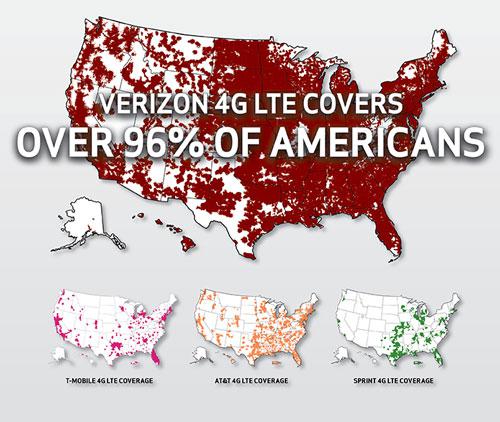 VERIZON 4G LTE COVERS
OVER 96% OF AMERICANS
T-MOBILE 4G LTE COVERAGE
AT&T 4G LTE COVERAGE
SPRINT 4G LTE COVERAGE